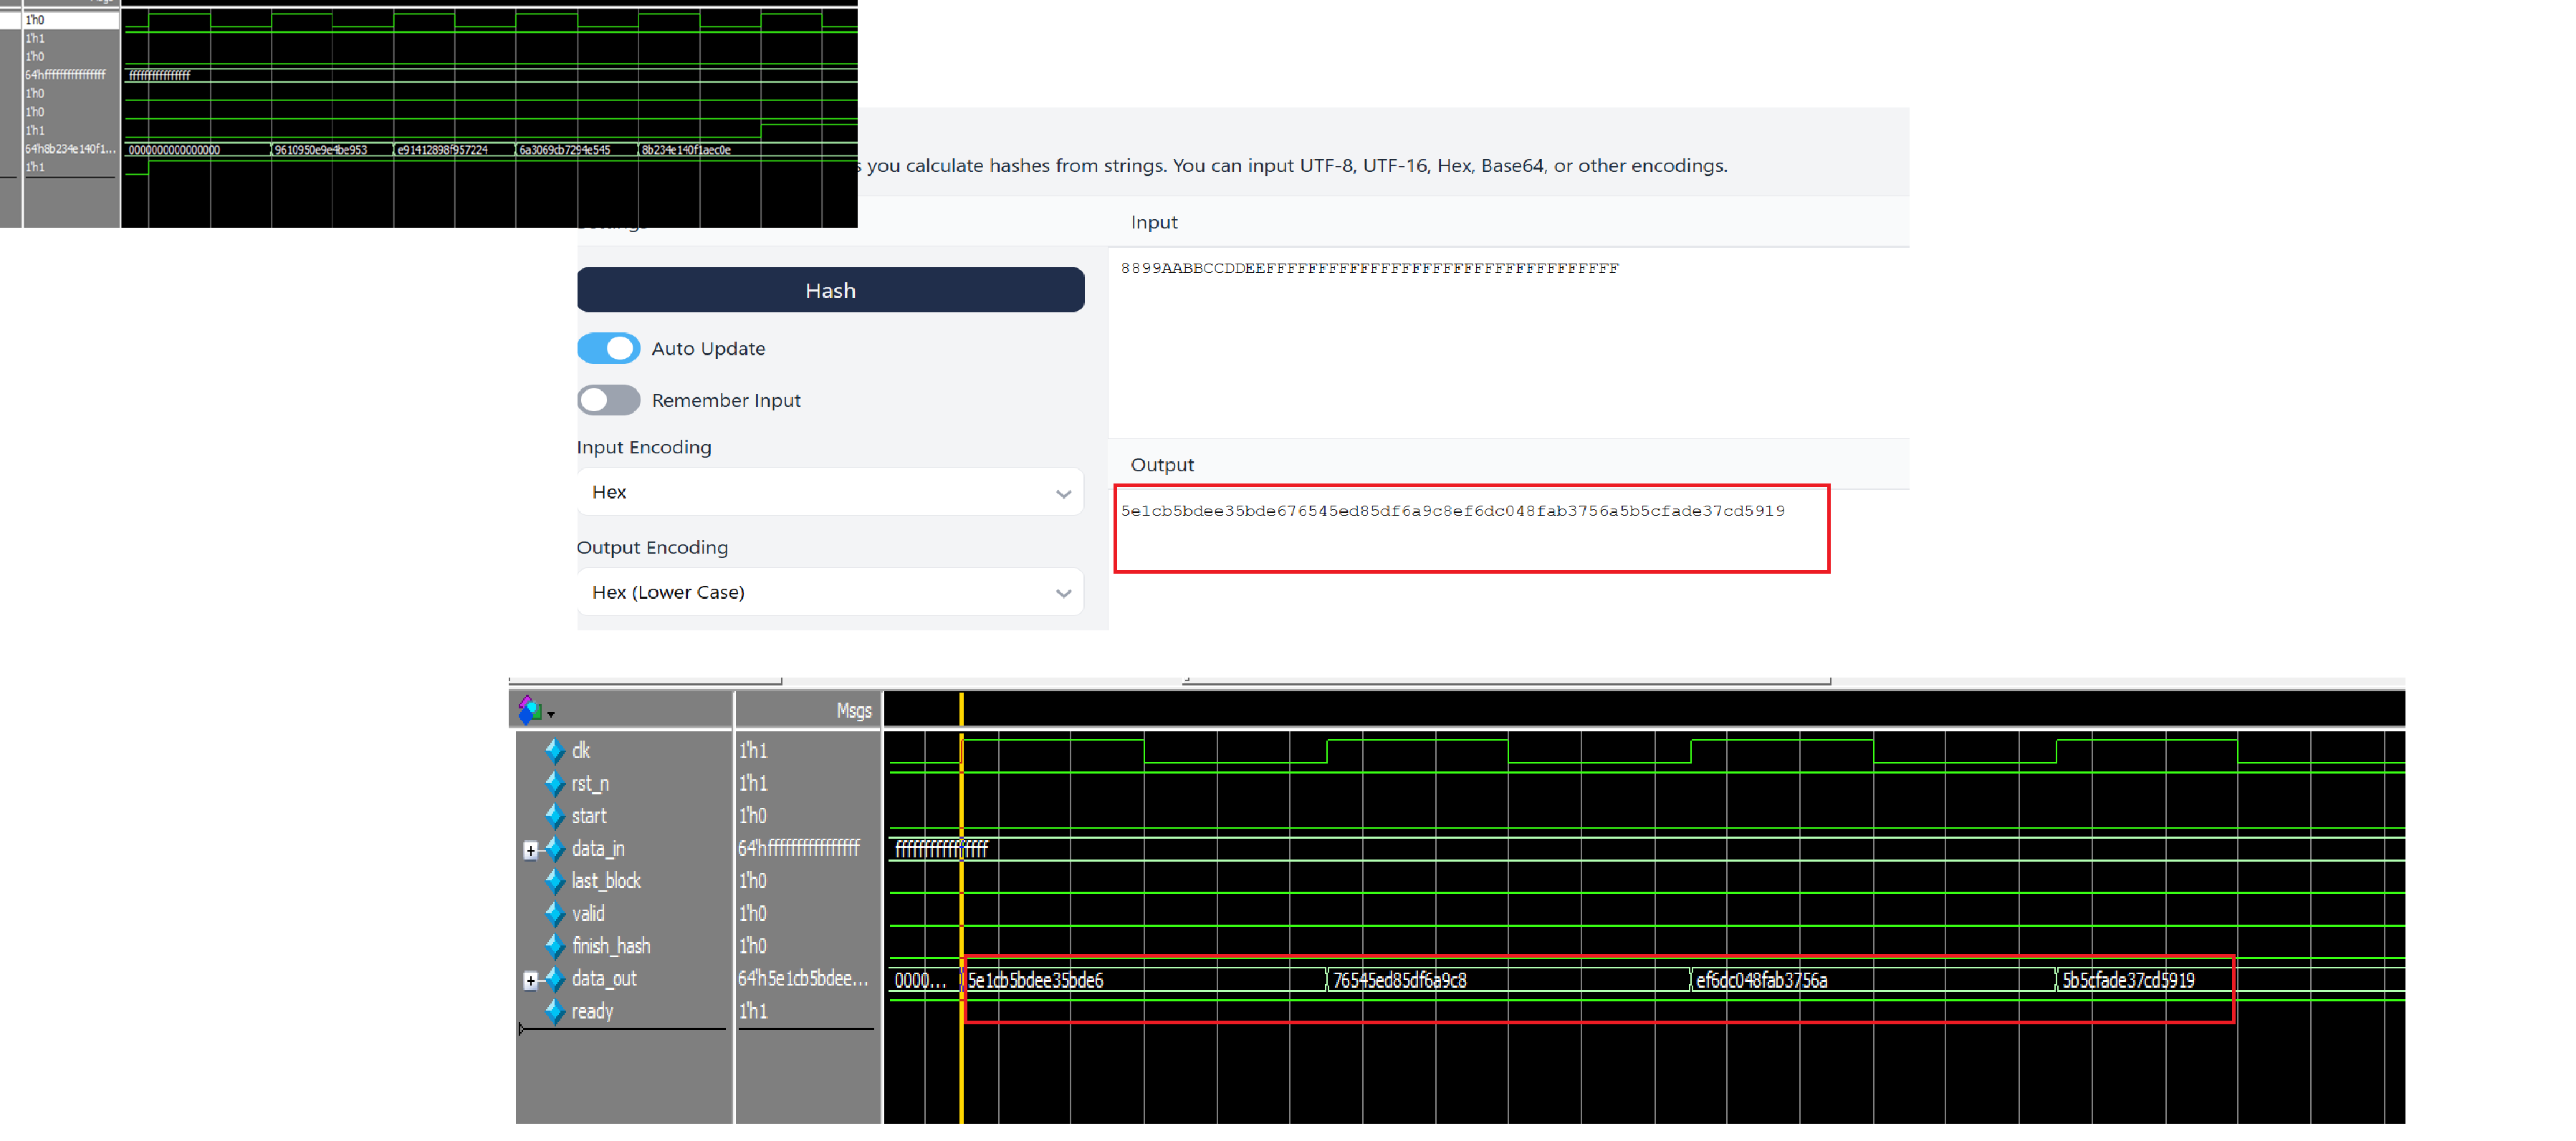 Msgs
1'h0
1'h1
1'h0
64'hffffffffffffffff ffffffffffffffff
1'h0
1'h0
1'h1
64'h8b234e140f1... 0000000000000000 9610950e9e4be953 e91412898f957224 6a3069cb7294e545 8b234e140f1aec0e
1'h1
s you calculate hashes from strings. You can input UTF-8, UTF-16, Hex, Base64, or other encodings.
Settings
Input
Hash
8899AABBCCDDEEFFFFFFFFFFFFFFFFFFFFFFFFFFFFFFFFFF
Auto Update
Remember Input
Input Encoding
Hex
Output
5e1cb5bdee35bde676545ed85df6a9c8ef6dc048fab3756a5b5cfade37cd5919
Output Encoding
Hex (Lower Case)
Msgs
clk 1'h1
rst_n 1'h1
start 1'h0
data_in 64'hffffffffffffffff ffffffffffffffff
last_block 1'h0
valid 1'h0
finish_hash 1'h0
data_out 64'h5e1cb5bdee... 0000... 5e1cb5bdee35bde6 76545ed85df6a9c8 ef6dc048fab3756a 5b5cfade37cd5919
ready 1'h1